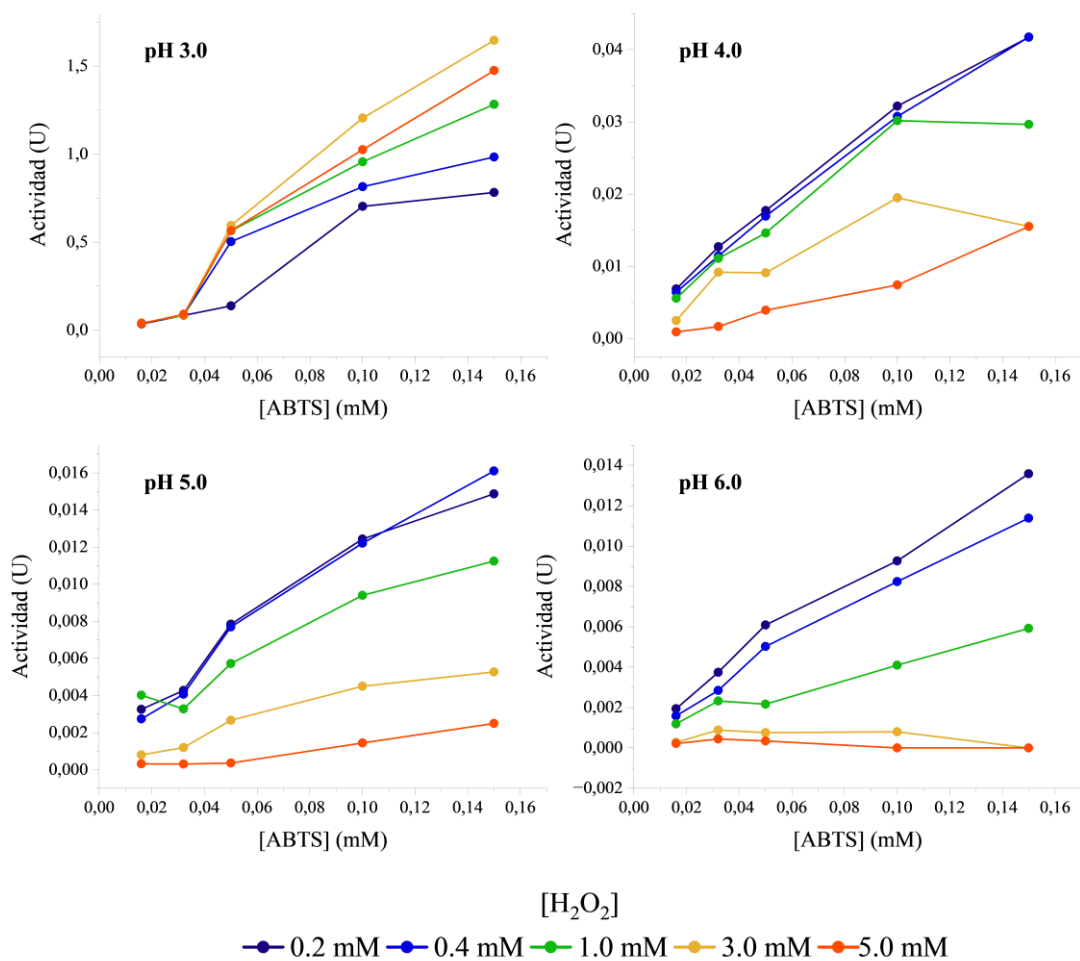 pH 3.0
Actividad (U)
1,5
1,0
0,5
0,0
0,00 0,02 0,04 0,06 0,08 0,10 0,12 0,14 0,16
[ABTS] (mM)
pH 4.0
Actividad (U)
0,04
0,03
0,02
0,01
0,00
0,00 0,02 0,04 0,06 0,08 0,10 0,12 0,14 0,16
[ABTS] (mM)
pH 5.0
Actividad (U)
0,016
0,014
0,012
0,010
0,008
0,006
0,004
0,002
0,000
0,00 0,02 0,04 0,06 0,08 0,10 0,12 0,14 0,16
[ABTS] (mM)
pH 6.0
Actividad (U)
0,014
0,012
0,010
0,008
0,006
0,004
0,002
0,000
−0,002
0,00 0,02 0,04 0,06 0,08 0,10 0,12 0,14 0,16
[ABTS] (mM)
[H₂O₂]
0.2 mM 0.4 mM 1.0 mM 3.0 mM 5.0 mM